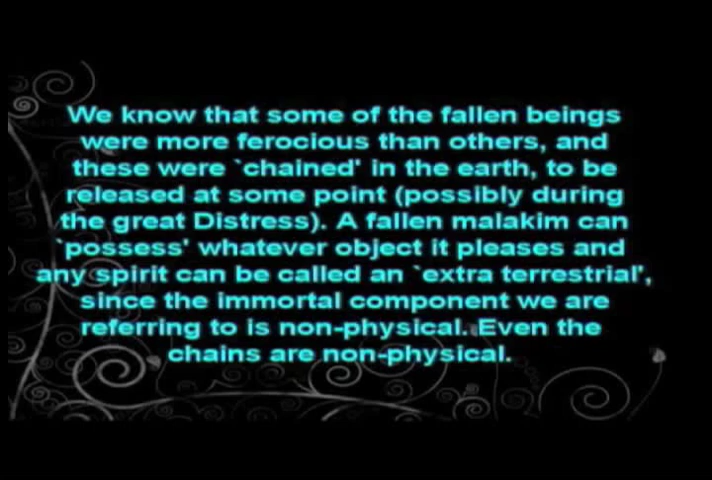 We know that some of the fallen beings
were more ferocious than others, and
these were `chained' in the earth, to be
released at some point (possibly during
the great Distress). A fallen malakim can
`possess' whatever object it pleases and
any spirit can be called an `extra terrestrial',
since the immortal component we are
referring to is non-physical. Even the
chains are non-physical.